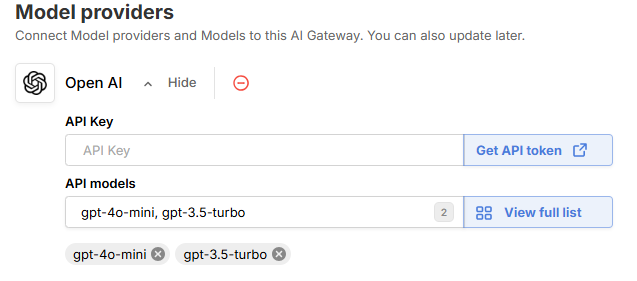 Model providers
Connect Model providers and Models to this AI Gateway. You can also update later.
Open AI Hide
API Key
API Key Get API token
API models
gpt-4o-mini, gpt-3.5-turbo 2 View full list
gpt-4o-mini gpt-3.5-turbo